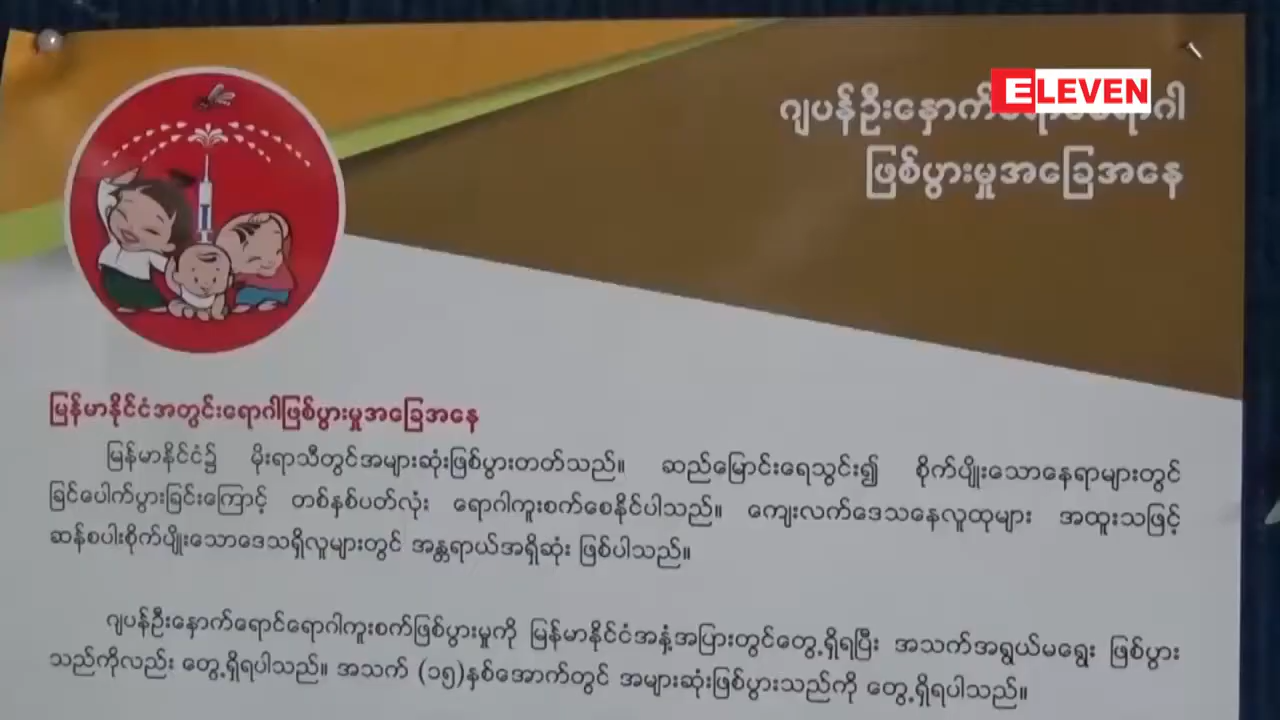 ELEVEN
ဂျပန်ဦးနှောက်ရောင်ရောဂါ
ဖြစ်ပွားမှုအခြေအနေ
မြန်မာနိုင်ငံအတွင်းရောဂါဖြစ်ပွားမှုအခြေအနေ
မြန်မာနိုင်ငံ၌ မိုးရာသီတွင်အများဆုံးဖြစ်ပွားတတ်သည်။ ဆည်မြောင်းရေသွင်း၍ စိုက်ပျိုးသောနေရာများတွင်
ခြင်ပေါက်ပွားခြင်းကြောင့် တစ်နှစ်ပတ်လုံး ရောဂါကူးစက်စေနိုင်ပါသည်။ ကျေးလက်ဒေသနေလူထုများ အထူးသဖြင့်
ဆန်စပါးစိုက်ပျိုးသောဒေသရှိလူများတွင် အန္တရာယ်အရှိဆုံး ဖြစ်ပါသည်။
ဂျပန်ဦးနှောက်ရောင်ရောဂါကူးစက်ဖြစ်ပွားမှုကို မြန်မာနိုင်ငံအနှံ့အပြားတွင်တွေ့ရှိရပြီး အသက်အရွယ်မရွေး ဖြစ်ပွား
သည်ကိုလည်း တွေ့ရှိရပါသည်။ အသက် (၁၅)နှစ်အောက်တွင် အများဆုံးဖြစ်ပွားသည်ကို တွေ့ရှိရပါသည်။